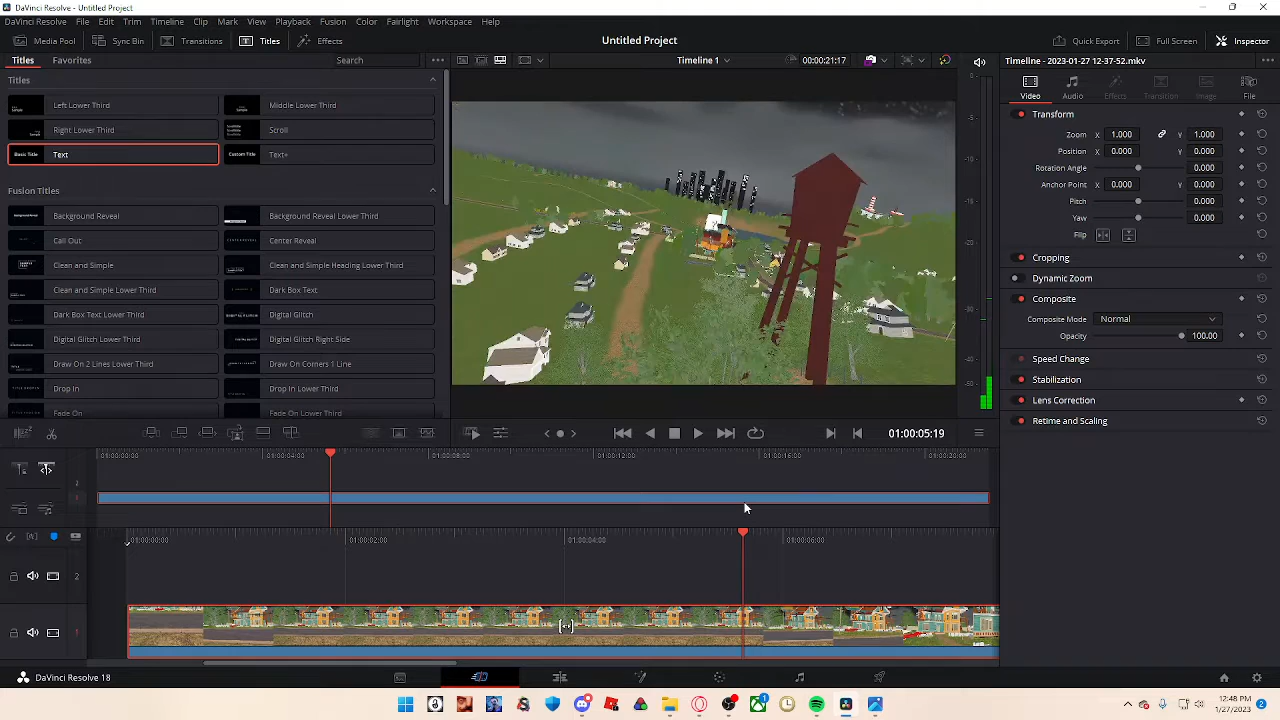 DaVinci Resolve - Untitled Project
DaVinci Resolve File Edit Trim Timeline Clip Mark View Playback Fusion Color Fairlight Workspace Help
Media Pool Sync Bin Transitions Titles Effects Untitled Project Quick Export Full Screen Inspector
Titles Favorites Search Timeline 1 00:00:21:17 Timeline - 2023-01-27 12-37-52.mkv
Titles
Left Lower Third Middle Lower Third
Right Lower Third Scroll
Basic Title Text Custom Title Text+
Fusion Titles
Background Reveal Background Reveal Lower Third
Call Out Center Reveal
Clean and Simple Clean and Simple Heading Lower Third
Clean and Simple Lower Third Dark Box Text
Dark Box Text Lower Third Digital Glitch
Digital Glitch Lower Third Digital Glitch Right Side
Draw On 2 Lines Lower Third Draw On Corners 1 Line
Drop In Drop In Lower Third
Fade On Fade On Lower Third
0
-5
-10
-15
-20
-30
-40
-50
Video Audio Effects Transition Image File
Transform
Zoom X 1.000 Y 1.000
Position X 0.000 Y 0.000
Rotation Angle 0.000
Anchor Point X 0.000 Y 0.000
Pitch 0.000
Yaw 0.000
Flip
Cropping
Dynamic Zoom
Composite
Composite Mode Normal
Opacity 100.00
Speed Change
Stabilization
Lens Correction
Retime and Scaling
01:00:05:19
01:00:08:00 01:00:12:00 01:00:16:00 01:00:20:00
2
1
01:00:00:00 01:00:02:00 01:00:04:00 01:00:06:00
2
1
DaVinci Resolve 18
12:48 PM
1/27/2023